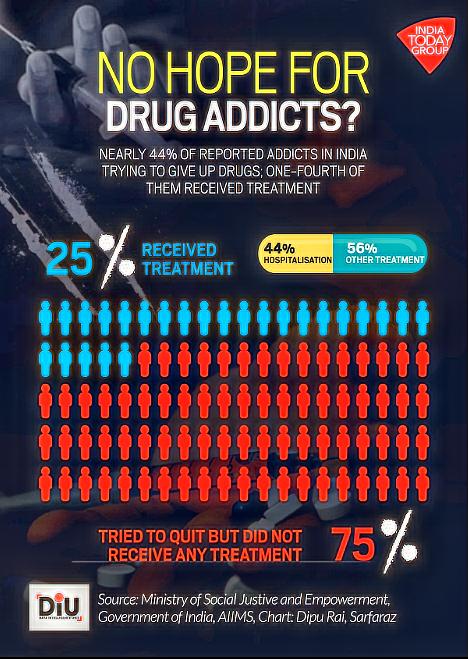 INDIA
TODAY
GROUP
NO HOPE FOR
DRUG ADDICTS?
NEARLY 44% OF REPORTED ADDICTS IN INDIA
TRYING TO GIVE UP DRUGS; ONE-FOURTH OF
THEM RECEIVED TREATMENT
25% RECEIVED
TREATMENT
44%
HOSPITALISATION
56%
OTHER TREATMENT
TRIED TO QUIT BUT DID NOT
RECEIVE ANY TREATMENT
75%
DIU
Source: Ministry of Social Justive and Empowerment,
Government of India, AIIMS, Chart: Dipu Rai, Sarfaraz